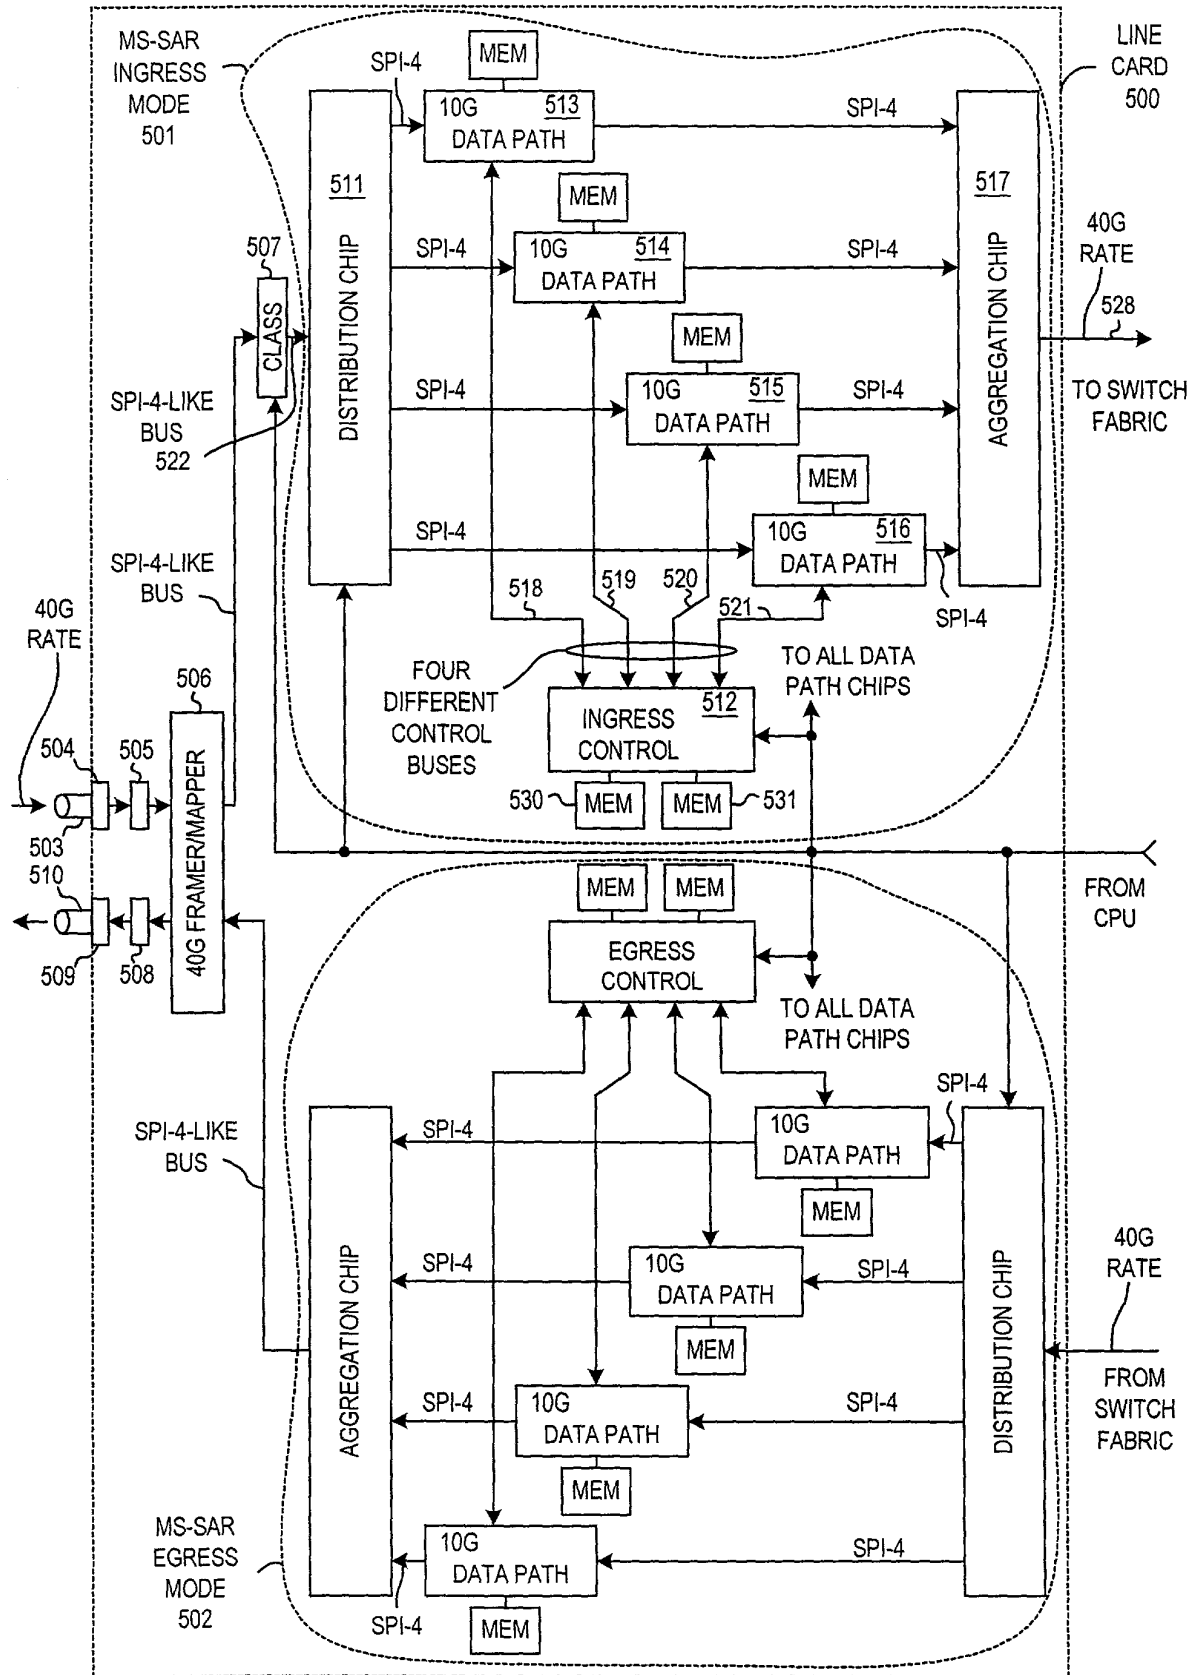 MS-SAR
INGRESS
MODE
501
SPI-4
MEM
10G 513
DATA PATH
SPI-4
LINE
CARD
500
511
DISTRIBUTION CHIP
517
AGGREGATION CHIP
MEM
SPI-4
10G 514
DATA PATH
SPI-4
40G
RATE
528
TO SWITCH
FABRIC
507
CLASS
SPI-4-LIKE
BUS
522
MEM
SPI-4
10G 515
DATA PATH
SPI-4
MEM
SPI-4
10G 516
DATA PATH
SPI-4
SPI-4-LIKE
BUS
518
519
520
521
40G
RATE
FOUR
DIFFERENT
CONTROL
BUSES
512
INGRESS
CONTROL
TO ALL DATA
PATH CHIPS
530
MEM
MEM
531
506
504
505
40G FRAMER/MAPPER
503
510
509
508
FROM
CPU
MEM
MEM
EGRESS
CONTROL
TO ALL DATA
PATH CHIPS
SPI-4-LIKE
BUS
SPI-4
10G
DATA PATH
SPI-4
MEM
AGGREGATION CHIP
DISTRIBUTION CHIP
SPI-4
10G
DATA PATH
SPI-4
MEM
40G
RATE
FROM
SWITCH
FABRIC
SPI-4
10G
DATA PATH
SPI-4
MEM
MS-SAR
EGRESS
MODE
502
SPI-4
10G
DATA PATH
SPI-4
MEM